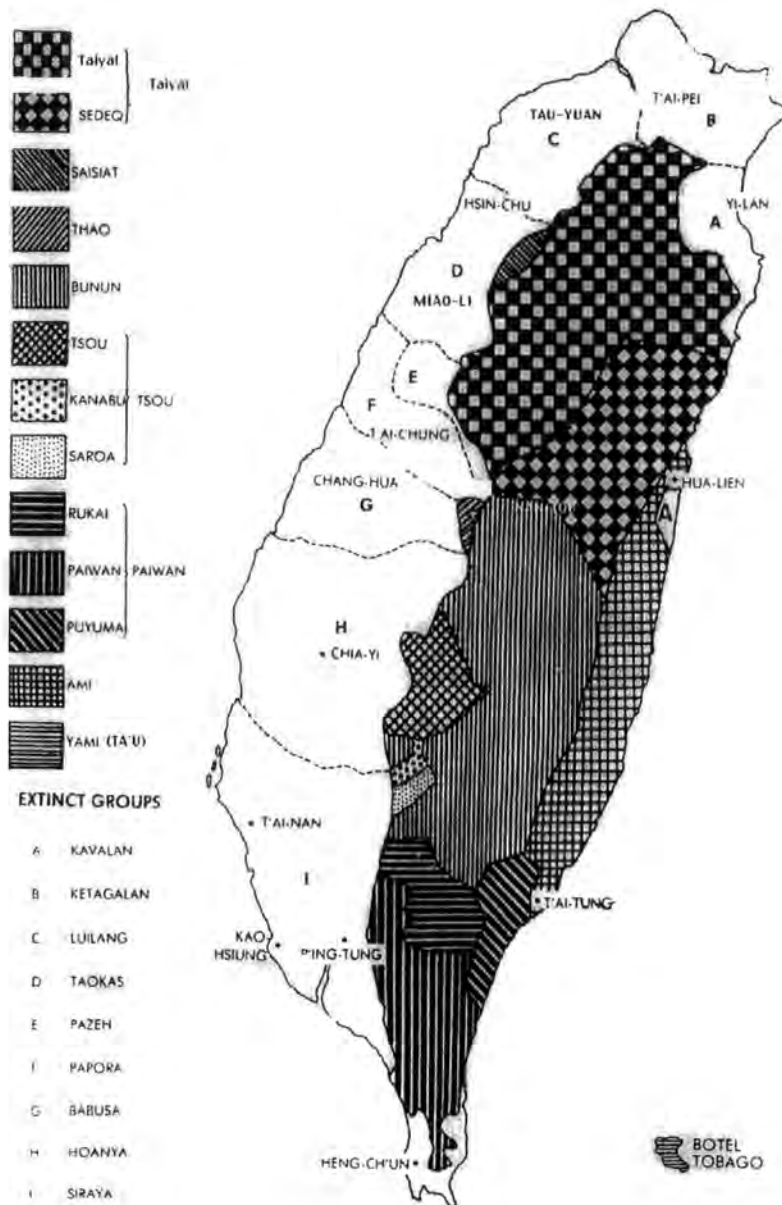 Taiyal
Taiyal
SEDEQ
SAISIAT
THAO
BUNUN
TSOU
KANABU
TSOU
SAROA
RUKAI
PAIWAN
PAIWAN
PUYUMA
AMI
YAMI (TA'U)
EXTINCT GROUPS
A KAVALAN
B KETAGALAN
C LUILANG
D TAOKAS
E PAZEH
F PAPORA
G BABUSA
H HOANYA
I SIRAYA
T'AI-PEI
B
TAU-YUAN
C
HSIN-CHU
YI-LAN
A
D
MIAO-LI
E
F
T'AI-CHUNG
CHANG-HUA
G
HUA-LIEN
A
H
CHIA-YI
T'AI-NAN
I
KAO
HSIUNG
P'ING-TUNG
T'AI-TUNG
HENG-CH'UN
BOTEL
TOBAGO